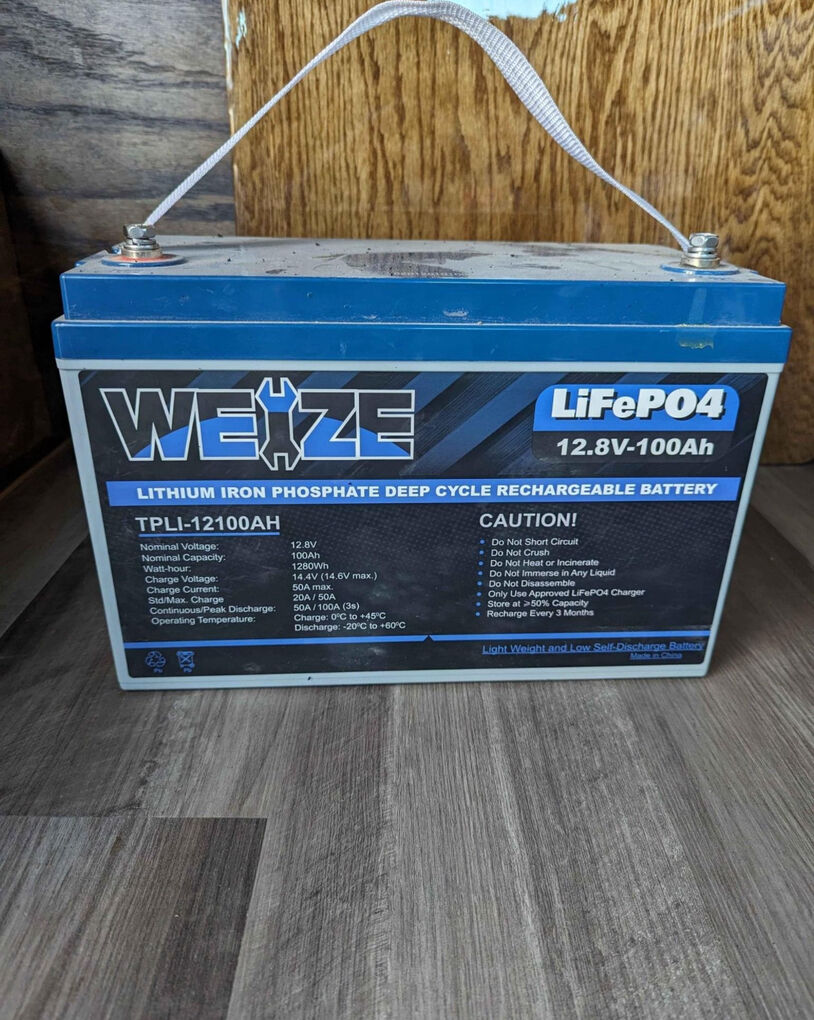 WEIZE
LiFePO4
12.8V-100Ah
LITHIUM IRON PHOSPHATE DEEP CYCLE RECHARGEABLE BATTERY
TPLI-12100AH
Nominal Voltage: 12.8V
Nominal Capacity: 100Ah
Watt-hour: 1280Wh
Charge Voltage: 14.4V (14.6V max.)
Charge Current: 50A max.
Std/Max. Charge 20A / 50A
Continuous/Peak Discharge: 50A / 100A (3s)
Operating Temperature: Charge: 0°C to +45°C
Discharge: -20°C to +60°C
CAUTION!
• Do Not Short Circuit
• Do Not Crush
• Do Not Heat or Incinerate
• Do Not Immerse in Any Liquid
• Do Not Disassemble
• Only Use Approved LiFePO4 Charger
• Store at ≥50% Capacity
• Recharge Every 3 Months
Light Weight and Low Self-Discharge Battery
Made in China
Pb Pb